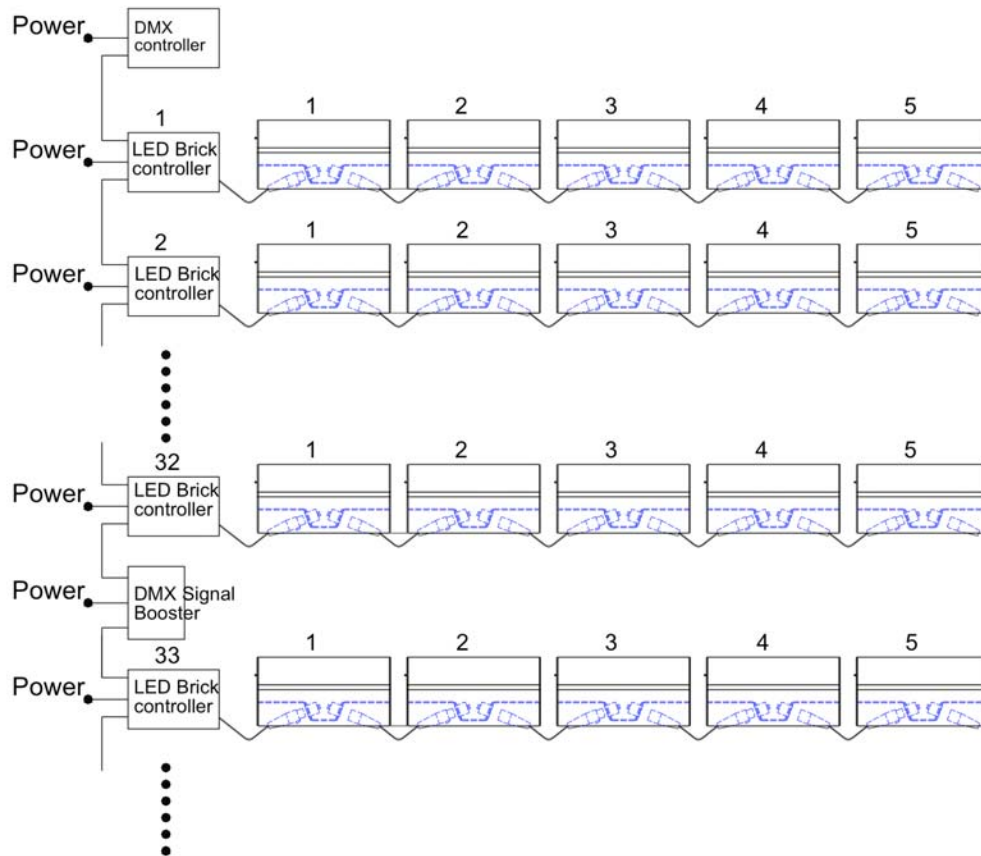 Power
DMX
controller
1
1 2 3 4 5
Power
LED Brick
controller
2
1 2 3 4 5
Power
LED Brick
controller
32
1 2 3 4 5
Power
LED Brick
controller
Power
DMX Signal
Booster
33
1 2 3 4 5
Power
LED Brick
controller